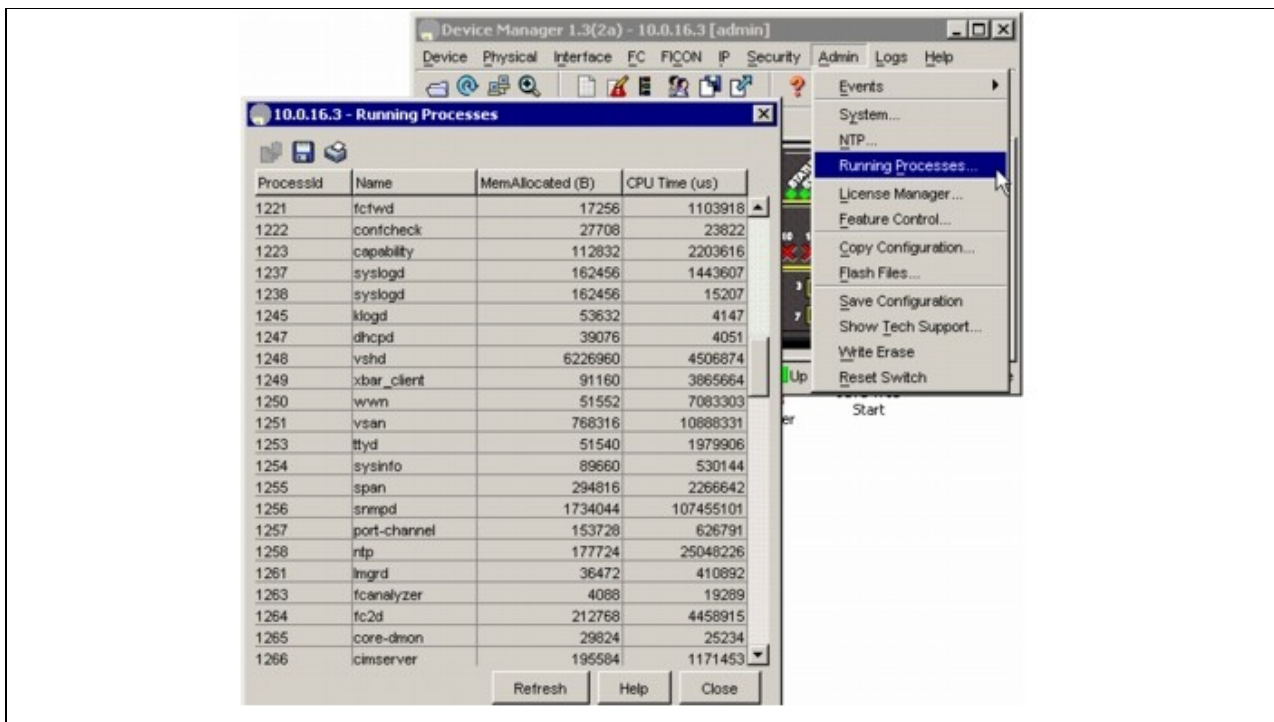 Device Manager 1.3(2a) - 10.0.16.3 [admin]
Device Physical Interface FC FICON IP Security Admin Logs Help
Events
System...
NTP...
Running Processes...
License Manager...
Feature Control...
Copy Configuration...
Flash Files...
Save Configuration
Show Tech Support...
Write Erase
Reset Switch
Up
er
Start
10.0.16.3 - Running Processes
ProcessId Name MemAllocated (B) CPU Time (us)
1221 fcfwd 17256 1103918
1222 confcheck 27708 23822
1223 capability 112832 2203616
1237 syslogd 162456 1443607
1238 syslogd 162456 15207
1245 klogd 53632 4147
1247 dhcpd 39076 4051
1248 vshd 6226960 4506874
1249 xbar_client 91160 3865664
1250 wwn 51552 7083303
1251 vsan 768316 10888331
1253 ttyd 51540 1979906
1254 sysinfo 89660 530144
1255 span 294816 2266642
1256 snmpd 1734044 107455101
1257 port-channel 153728 626791
1258 ntp 177724 25048226
1261 lmgrd 36472 410892
1263 fcanalyzer 4088 19289
1264 fc2d 212768 4458915
1265 core-dmon 29824 25234
1266 cimserver 195584 1171453
Refresh Help Close